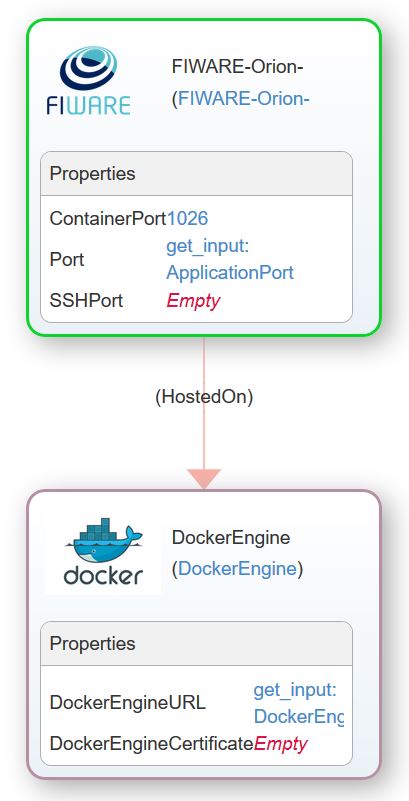 FIWARE
FIWARE-Orion-
(FIWARE-Orion-
Properties
ContainerPort 1026
Port get_input:
ApplicationPort
SSHPort Empty
(HostedOn)
docker
DockerEngine
(DockerEngine)
Properties
DockerEngineURL get_input:
DockerEng
DockerEngineCertificate Empty